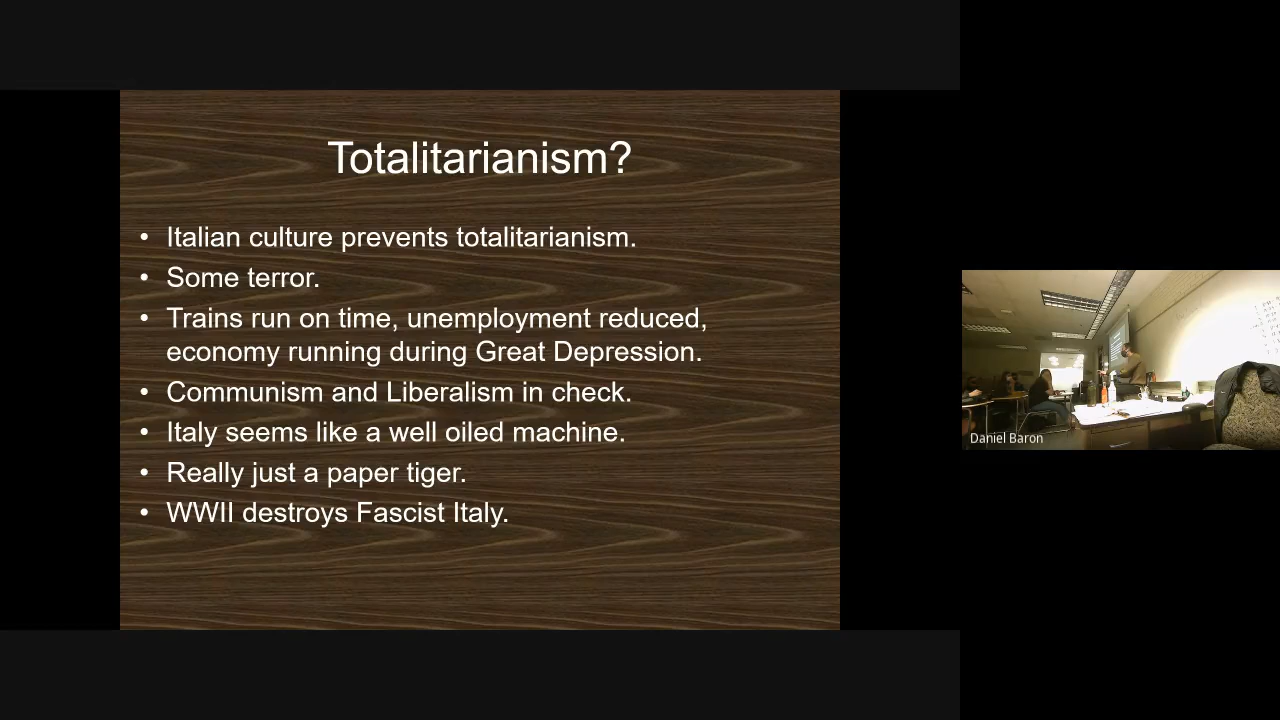 Totalitarianism?
• Italian culture prevents totalitarianism.
• Some terror.
• Trains run on time, unemployment reduced,
economy running during Great Depression.
• Communism and Liberalism in check.
• Italy seems like a well oiled machine.
• Really just a paper tiger.
• WWII destroys Fascist Italy.
Daniel Baron